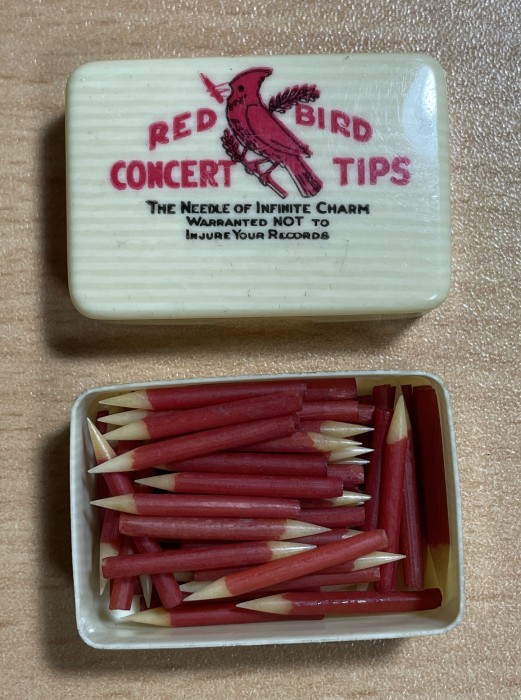 RED BIRD
CONCERT TIPS
THE NEEDLE OF INFINITE CHARM
WARRANTED NOT TO
INJURE YOUR RECORDS